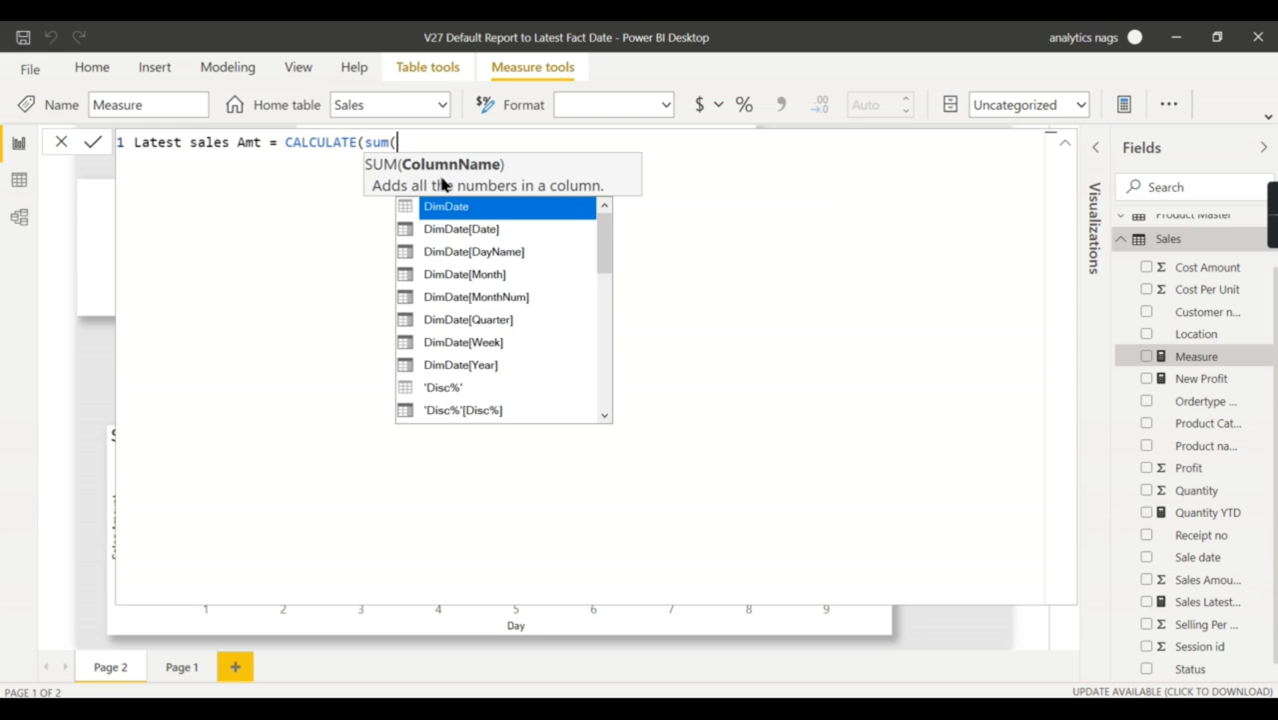 V27 Default Report to Latest Fact Date - Power BI Desktop
analytics nags
File Home Insert Modeling View Help Table tools Measure tools
Name Measure Home table Sales $% Format $ % 9 .00 Auto Uncategorized
1 Latest sales Amt = CALCULATE(sum(
SUM(ColumnName)
Adds all the numbers in a column.
DimDate
DimDate[Date]
DimDate[DayName]
DimDate[Month]
DimDate[MonthNum]
DimDate[Quarter]
DimDate[Week]
DimDate[Year]
'Disc%'
'Disc%'[Disc%]
1 2 3 4 5 6 7 8 9
Day
Visualizations
Fields
Search
Product Master
Sales
Σ Cost Amount
Σ Cost Per Unit
Customer n...
Location
Measure
New Profit
Ordertype ...
Product Cat...
Product na...
Σ Profit
Σ Quantity
Quantity YTD
Receipt no
Sale date
Σ Sales Amou...
Sales Latest...
Σ Selling Per ...
Σ Session id
Status
Page 2 Page 1 +
PAGE 1 OF 2
UPDATE AVAILABLE (CLICK TO DOWNLOAD)